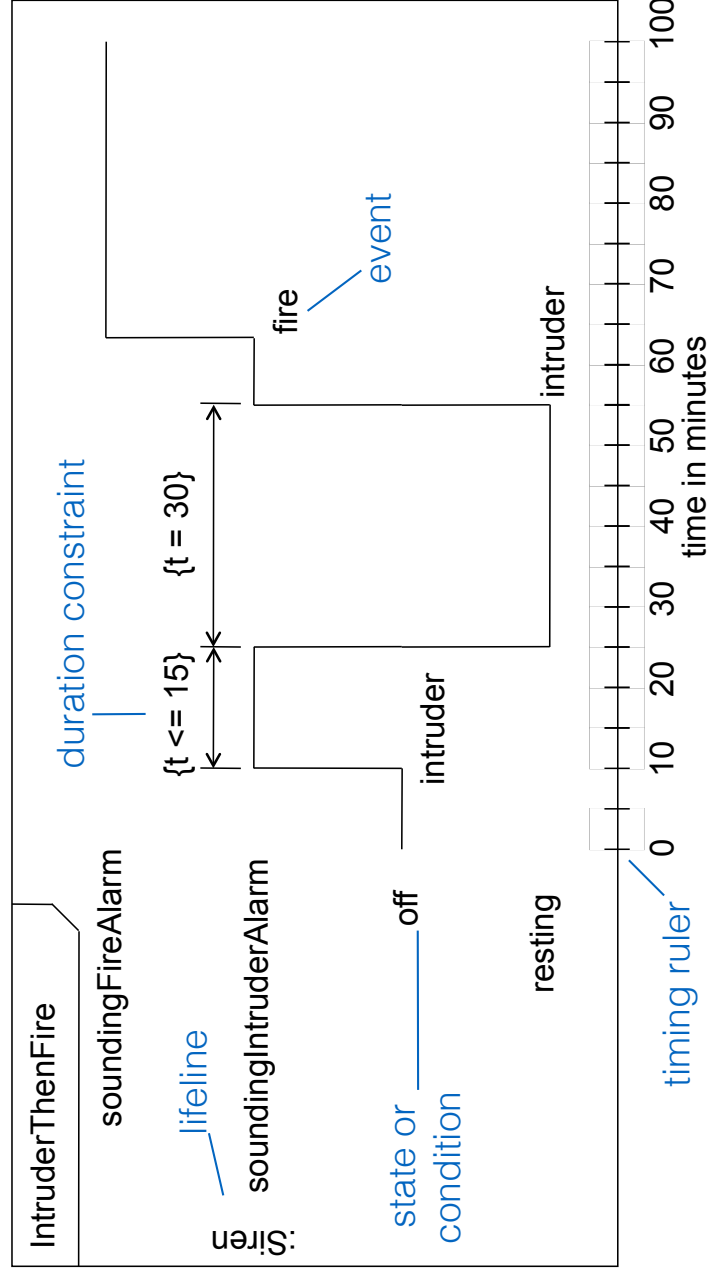 IntruderThenFire
soundingFireAlarm
duration constraint
lifeline
{t <= 15}
{t = 30}
:Siren
soundingIntruderAlarm
fire
event
state or
condition
off
intruder
resting
intruder
timing ruler
0 10 20 30 40 50 60 70 80 90 100
time in minutes